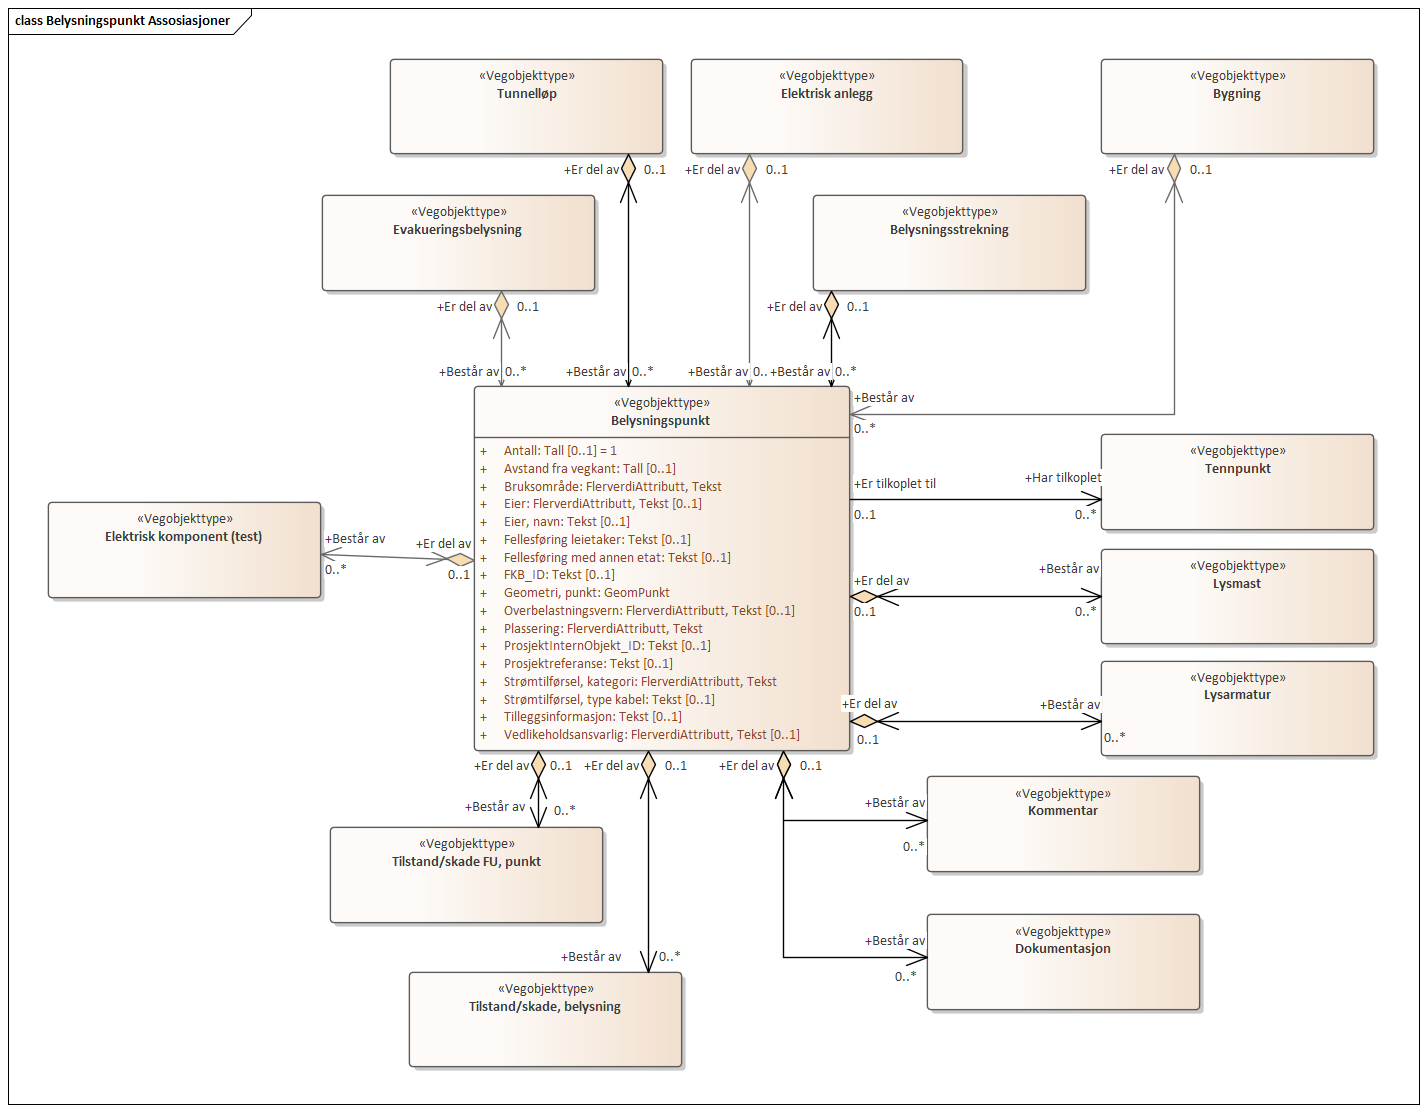 class Belysningspunkt Assosiasjoner
«Vegobjekttype»
Tunnelløp
«Vegobjekttype»
Elektrisk anlegg
«Vegobjekttype»
Bygning
+Er del av 0..1
+Er del av 0..1
+Er del av 0..1
«Vegobjekttype»
Evakueringsbelysning
«Vegobjekttype»
Belysningsstrekning
+Er del av 0..1
+Er del av 0..1
+Består av 0..*
+Består av 0..*
+Består av 0..
+Består av 0..*
+Består av
0..*
«Vegobjekttype»
Belysningspunkt
+ Antall: Tall [0..1] = 1
+ Avstand fra vegkant: Tall [0..1]
+ Bruksområde: FlerverdiAttributt, Tekst
+ Eier: FlerverdiAttributt, Tekst [0..1]
+ Eier, navn: Tekst [0..1]
+ Fellesføring leietaker: Tekst [0..1]
+ Fellesføring med annen etat: Tekst [0..1]
+ FKB_ID: Tekst [0..1]
+ Geometri, punkt: GeomPunkt
+ Overbelastningsvern: FlerverdiAttributt, Tekst [0..1]
+ Plassering: FlerverdiAttributt, Tekst
+ ProsjektInternObjekt_ID: Tekst [0..1]
+ Prosjektreferanse: Tekst [0..1]
+ Strømtilførsel, kategori: FlerverdiAttributt, Tekst
+ Strømtilførsel, type kabel: Tekst [0..1]
+ Tilleggsinformasjon: Tekst [0..1]
+ Vedlikeholdsansvarlig: FlerverdiAttributt, Tekst [0..1]
«Vegobjekttype»
Elektrisk komponent (test)
+Består av
0..*
+Er del av
0..1
+Er tilkoplet til
0..1
+Har tilkoplet
0..*
«Vegobjekttype»
Tennpunkt
+Er del av
0..1
+Består av
0..*
«Vegobjekttype»
Lysmast
+Er del av
0..1
+Består av
0..*
«Vegobjekttype»
Lysarmatur
+Er del av 0..1
+Er del av 0..1
+Er del av 0..1
+Består av 0..*
«Vegobjekttype»
Tilstand/skade FU, punkt
+Består av
0..*
«Vegobjekttype»
Kommentar
+Består av
0..*
«Vegobjekttype»
Dokumentasjon
+Består av 0..*
«Vegobjekttype»
Tilstand/skade, belysning